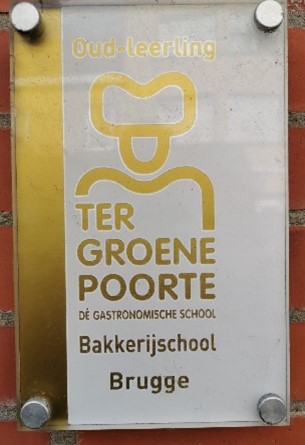 Oud-leerling
TER
GROENE
POORTE
DÉ GASTRONOMISCHE SCHOOL
Bakkerijschool
Brugge